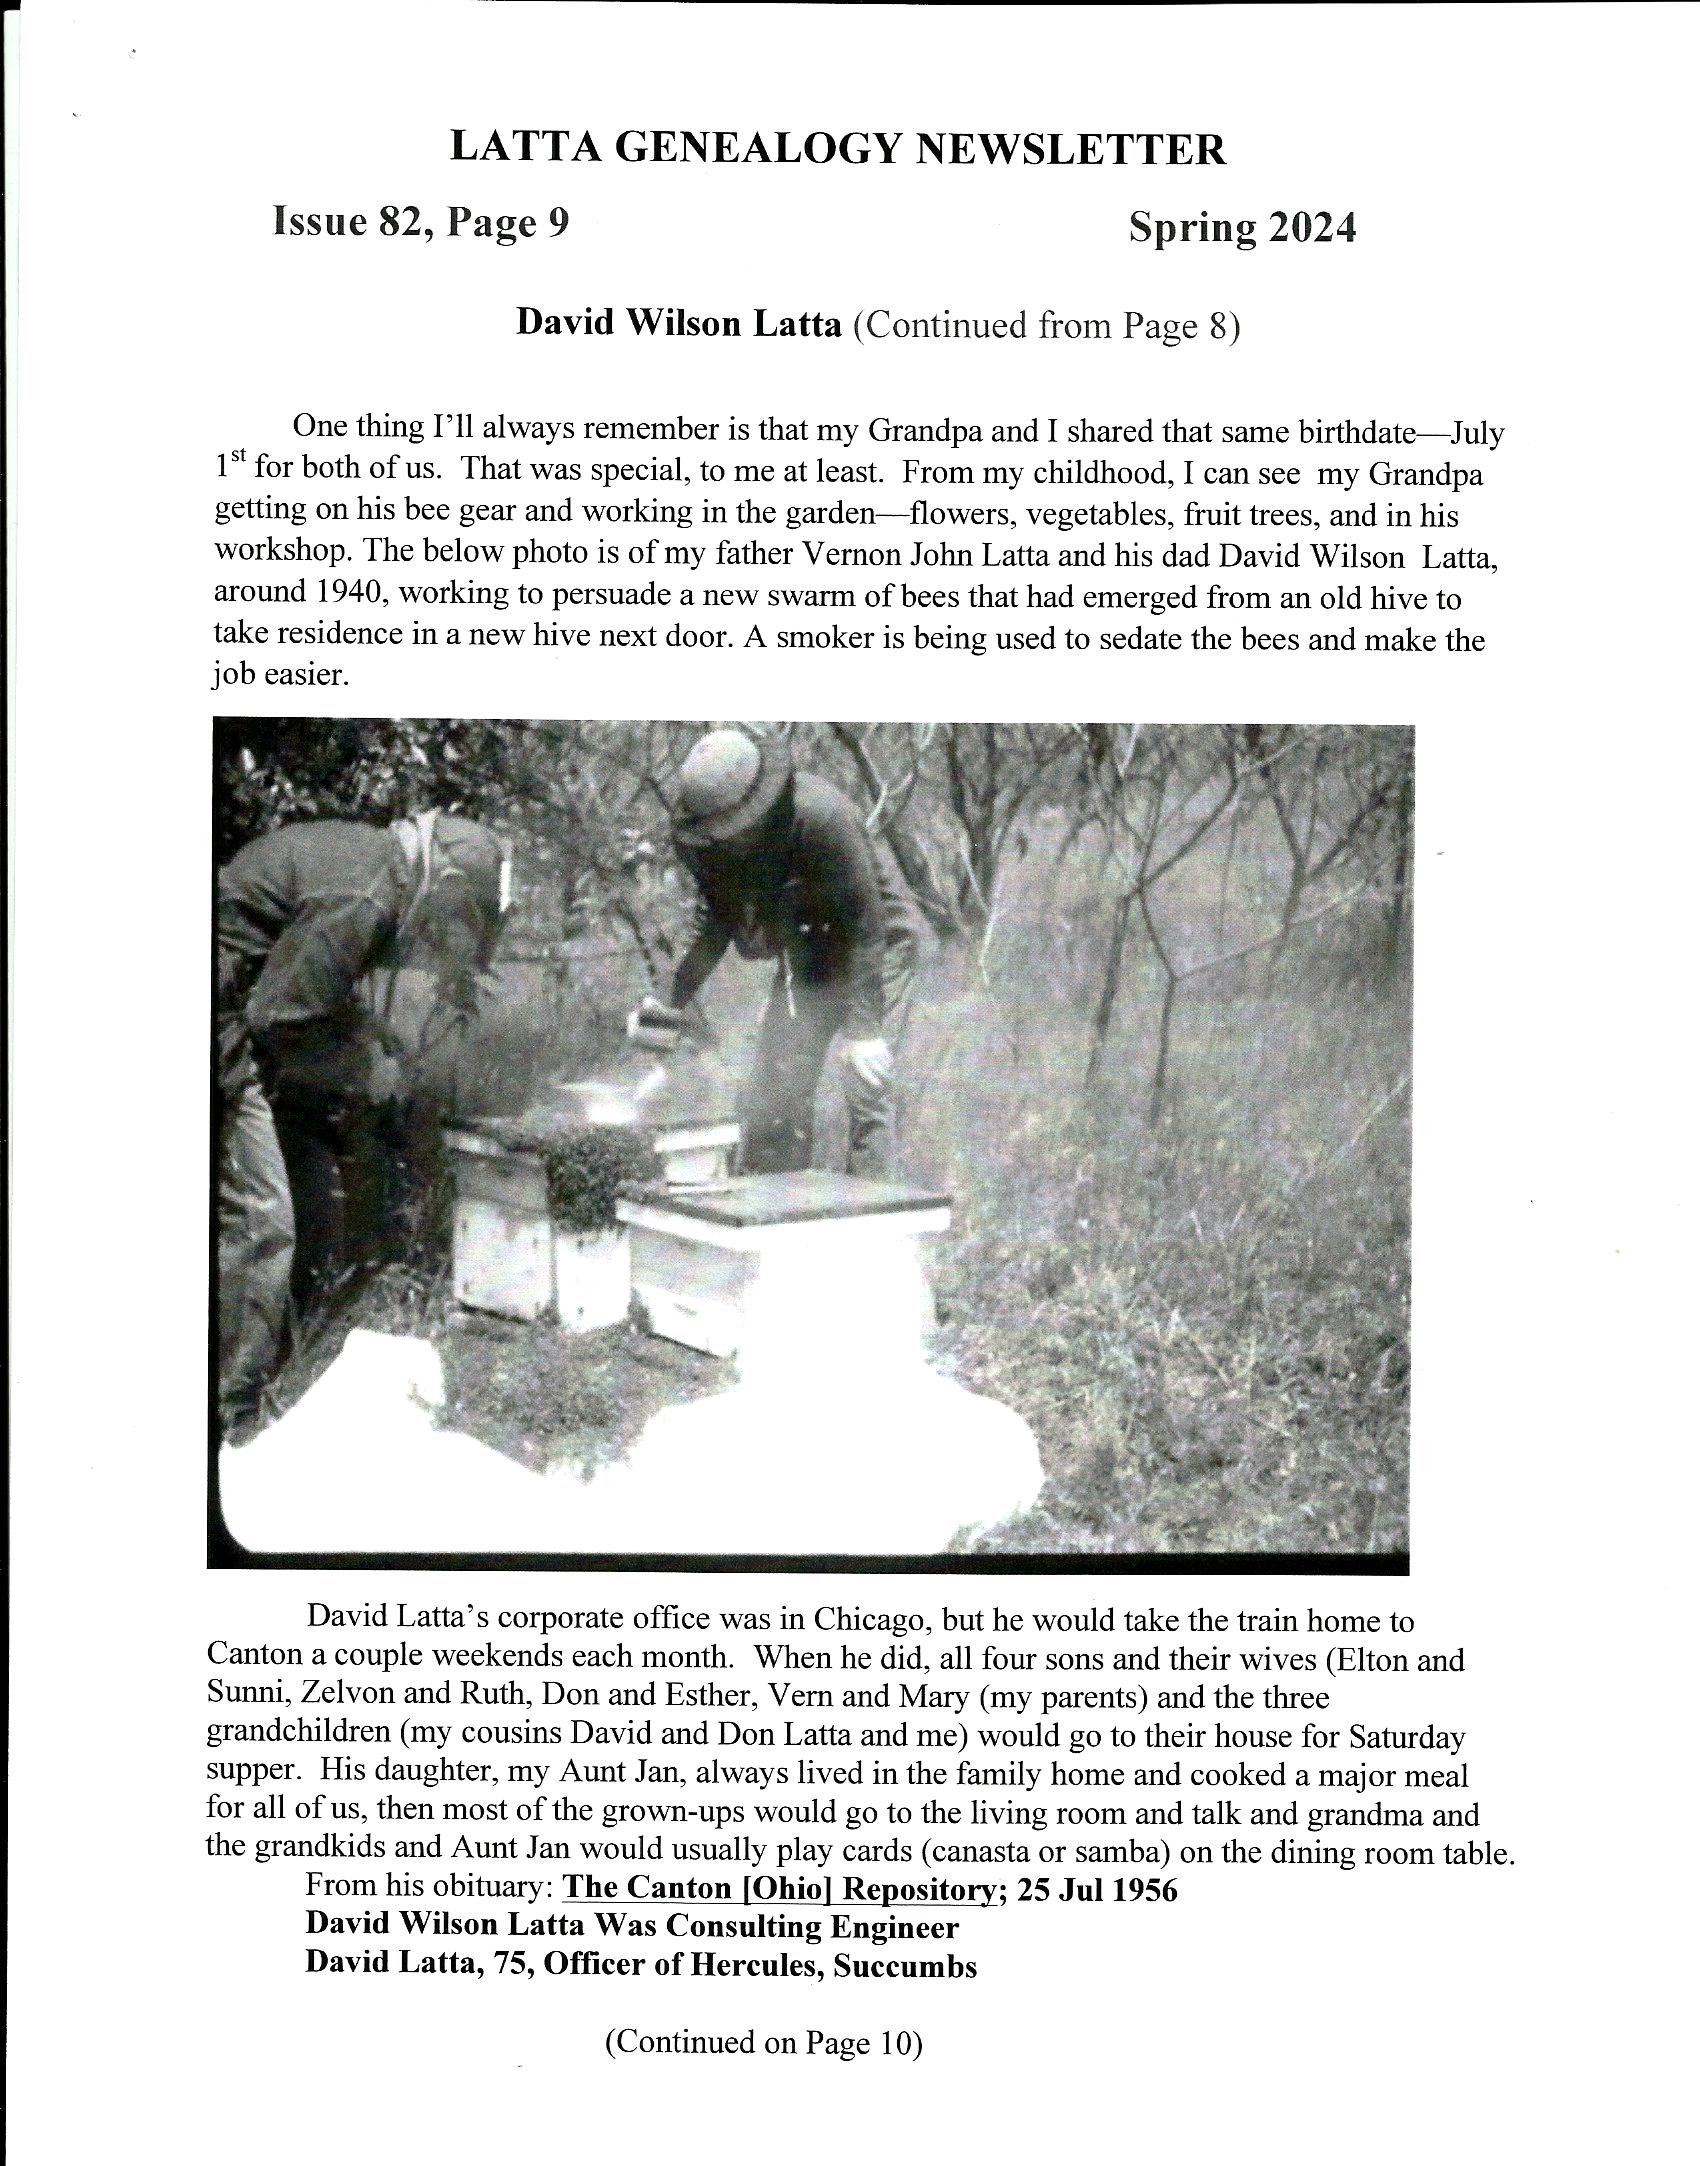 LATTA GENEALOGY NEWSLETTER
Issue 82, Page 9 Spring 2024
David Wilson Latta (Continued from Page 8)
One thing I’ll always remember is that my Grandpa and I shared that same birthdate—July
1st for both of us. That was special, to me at least. From my childhood, I can see my Grandpa
getting on his bee gear and working in the garden—flowers, vegetables, fruit trees, and in his
workshop. The below photo is of my father Vernon John Latta and his dad David Wilson Latta,
around 1940, working to persuade a new swarm of bees that had emerged from an old hive to
take residence in a new hive next door. A smoker is being used to sedate the bees and make the
job easier.
David Latta’s corporate office was in Chicago, but he would take the train home to
Canton a couple weekends each month. When he did, all four sons and their wives (Elton and
Sunni, Zelvon and Ruth, Don and Esther, Vern and Mary (my parents) and the three
grandchildren (my cousins David and Don Latta and me) would go to their house for Saturday
supper. His daughter, my Aunt Jan, always lived in the family home and cooked a major meal
for all of us, then most of the grown-ups would go to the living room and talk and grandma and
the grandkids and Aunt Jan would usually play cards (canasta or samba) on the dining room table.
From his obituary: The Canton [Ohio] Repository; 25 Jul 1956
David Wilson Latta Was Consulting Engineer
David Latta, 75, Officer of Hercules, Succumbs
(Continued on Page 10)